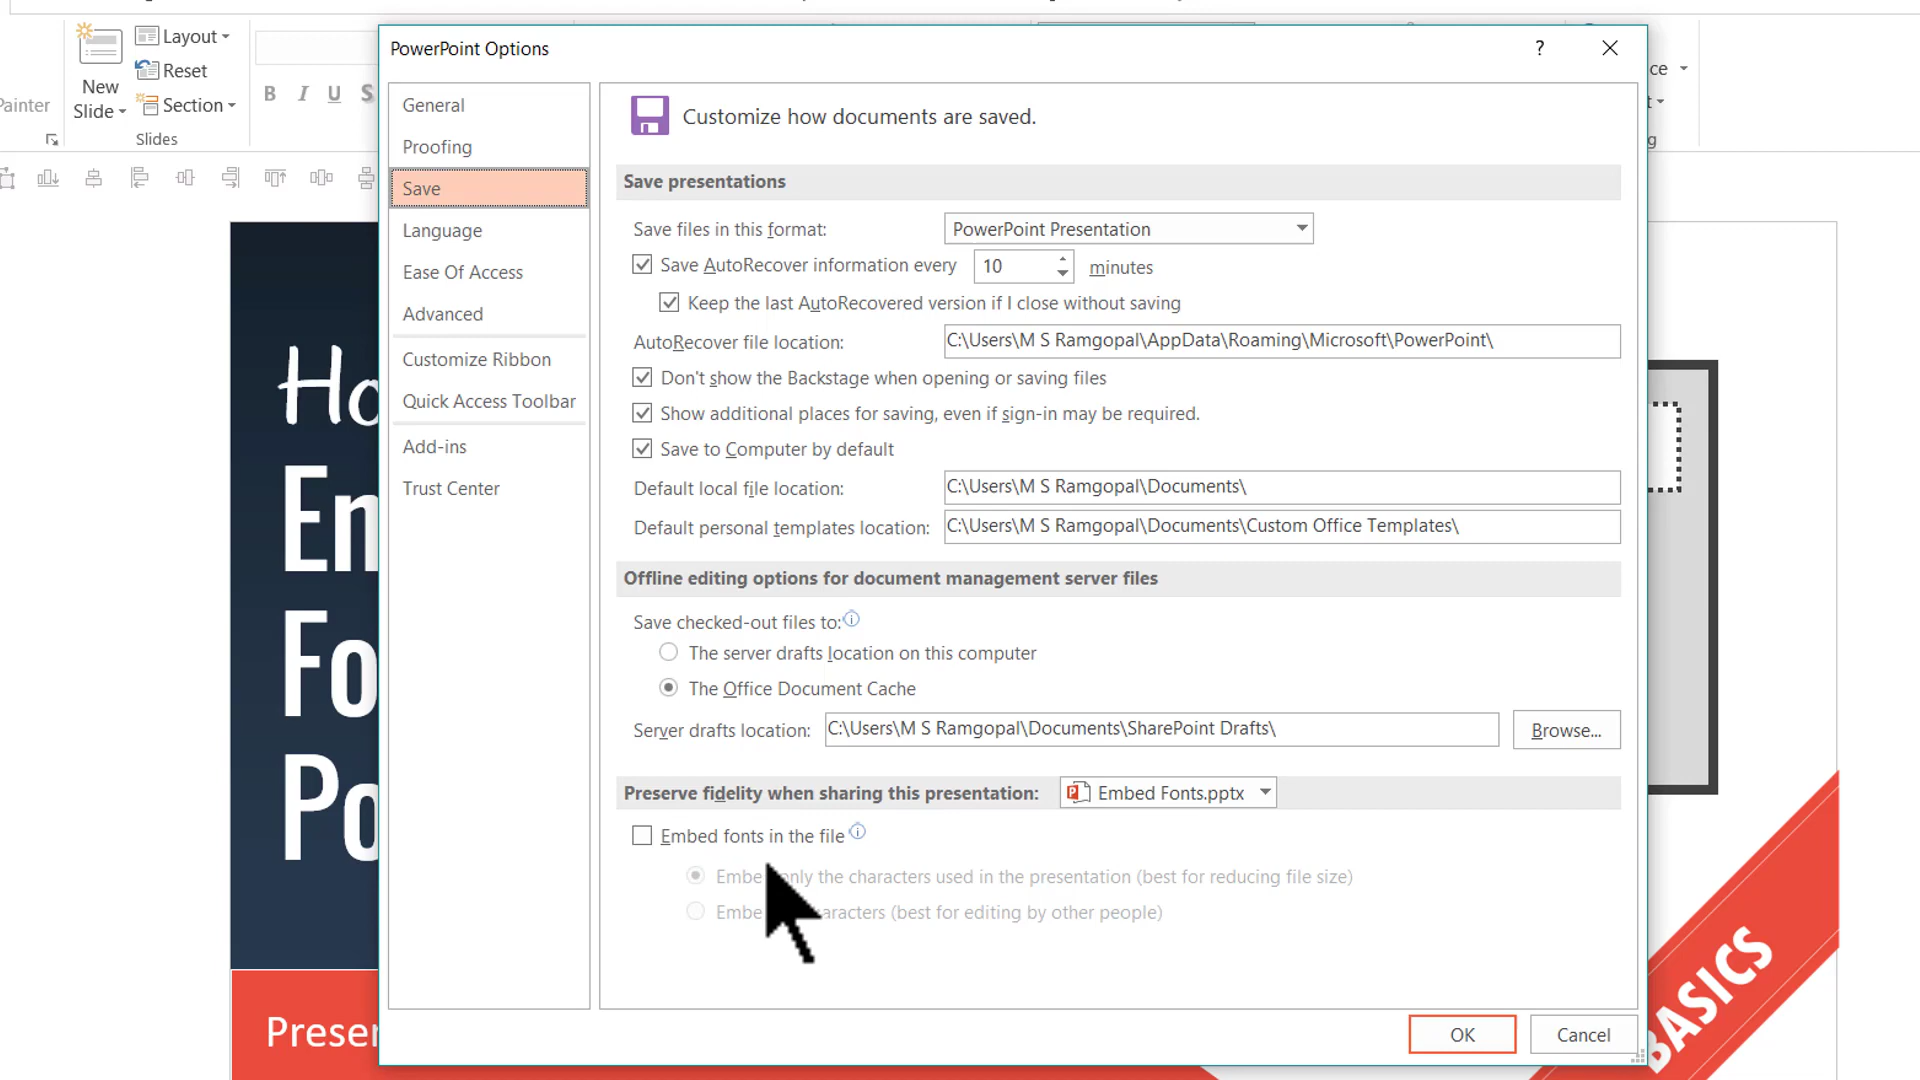 PowerPoint Options
?
Layout
New
Slide
Reset
Section
Slides
Painter
B I U S
General
Proofing
Save
Language
Ease Of Access
Advanced
Customize Ribbon
Quick Access Toolbar
Add-ins
Trust Center
Customize how documents are saved.
Save presentations
Save files in this format: PowerPoint Presentation
Save AutoRecover information every 10 minutes
Keep the last AutoRecovered version if I close without saving
AutoRecover file location: C:\Users\M S Ramgopal\AppData\Roaming\Microsoft\PowerPoint\
Don't show the Backstage when opening or saving files
Show additional places for saving, even if sign-in may be required.
Save to Computer by default
Default local file location: C:\Users\M S Ramgopal\Documents\
Default personal templates location: C:\Users\M S Ramgopal\Documents\Custom Office Templates\
Offline editing options for document management server files
Save checked-out files to:
The server drafts location on this computer
The Office Document Cache
Server drafts location: C:\Users\M S Ramgopal\Documents\SharePoint Drafts\ Browse...
Preserve fidelity when sharing this presentation: Embed Fonts.pptx
Embed fonts in the file
Embe only the characters used in the presentation (best for reducing file size)
Embe aracters (best for editing by other people)
OK
Cancel
Ho
Em
Fo
Po
Presen
BASICS